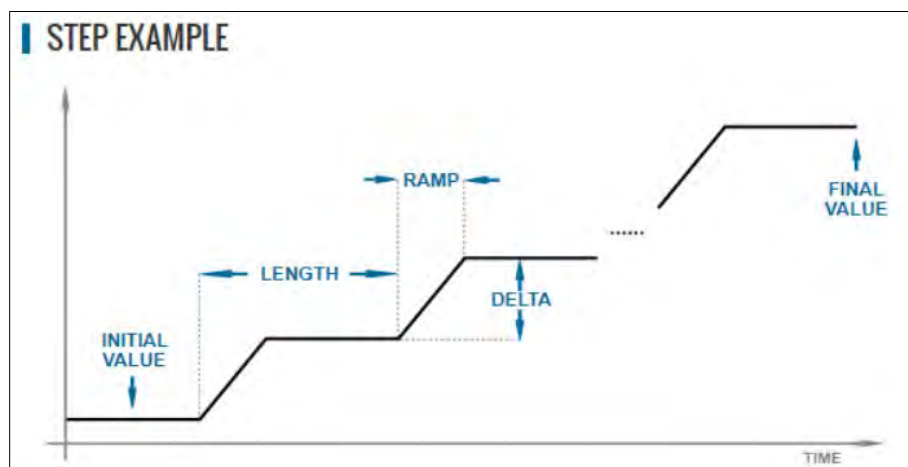 STEP EXAMPLE
RAMP
FINAL
VALUE
LENGTH
DELTA
INITIAL
VALUE
......
TIME